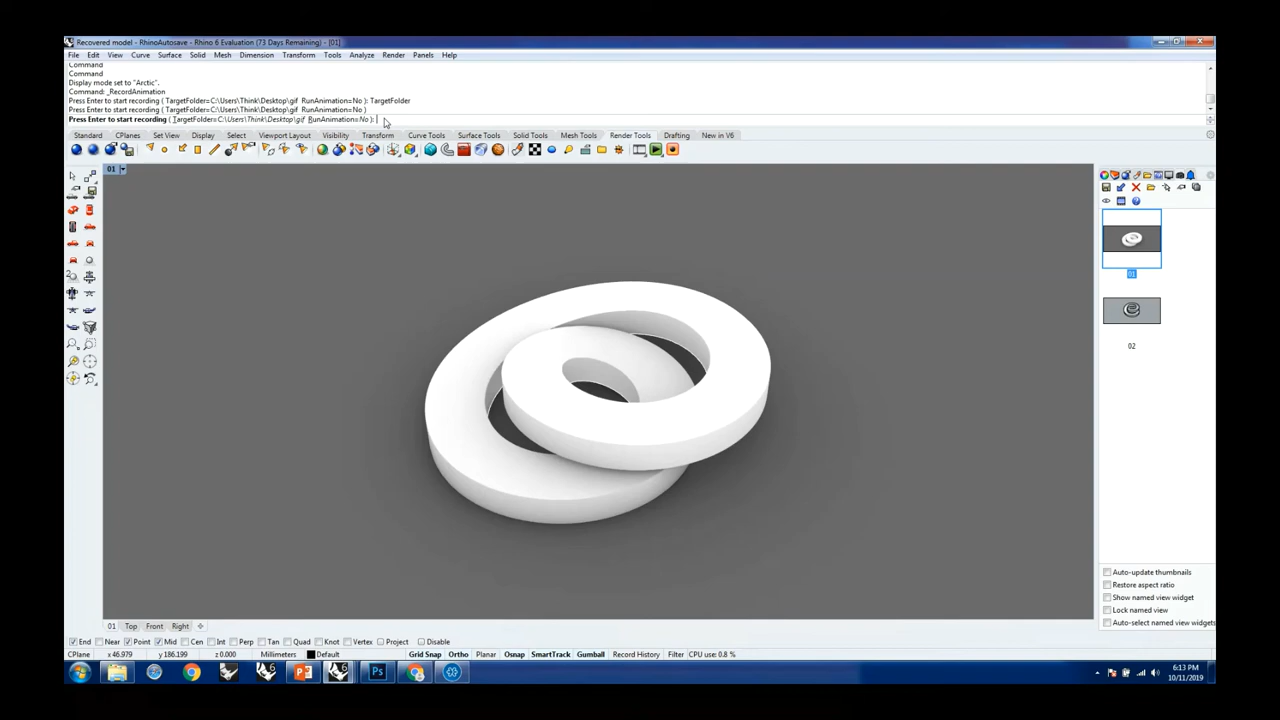 Recovered model - RhinoAutosave - Rhino 6 Evaluation (73 Days Remaining) - [01]
File Edit View Curve Surface Solid Mesh Dimension Transform Tools Analyze Render Panels Help
Command
Command
Display mode set to "Arctic".
Command: _RecordAnimation
Press Enter to start recording ( TargetFolder=C:\Users\Think\Desktop\gif RunAnimation=No ): TargetFolder
Press Enter to start recording ( TargetFolder=C:\Users\Think\Desktop\gif RunAnimation=No )
Press Enter to start recording ( TargetFolder=C:\Users\Think\Desktop\gif RunAnimation=No ):
Standard CPlanes Set View Display Select Viewport Layout Visibility Transform Curve Tools Surface Tools Solid Tools Mesh Tools Render Tools Drafting New in V6
01
01
02
Auto-update thumbnails
Restore aspect ratio
Show named view widget
Lock named view
Auto-select named view widgets
01 Top Front Right
End Near Point Mid Cen Int Perp Tan Quad Knot Vertex Project Disable
CPlane x 46.979 y 186.199 z 0.000 Millimeters Default Grid Snap Ortho Planar Osnap SmartTrack Gumball Record History Filter CPU use: 0.8 %
6:13 PM
10/11/2019